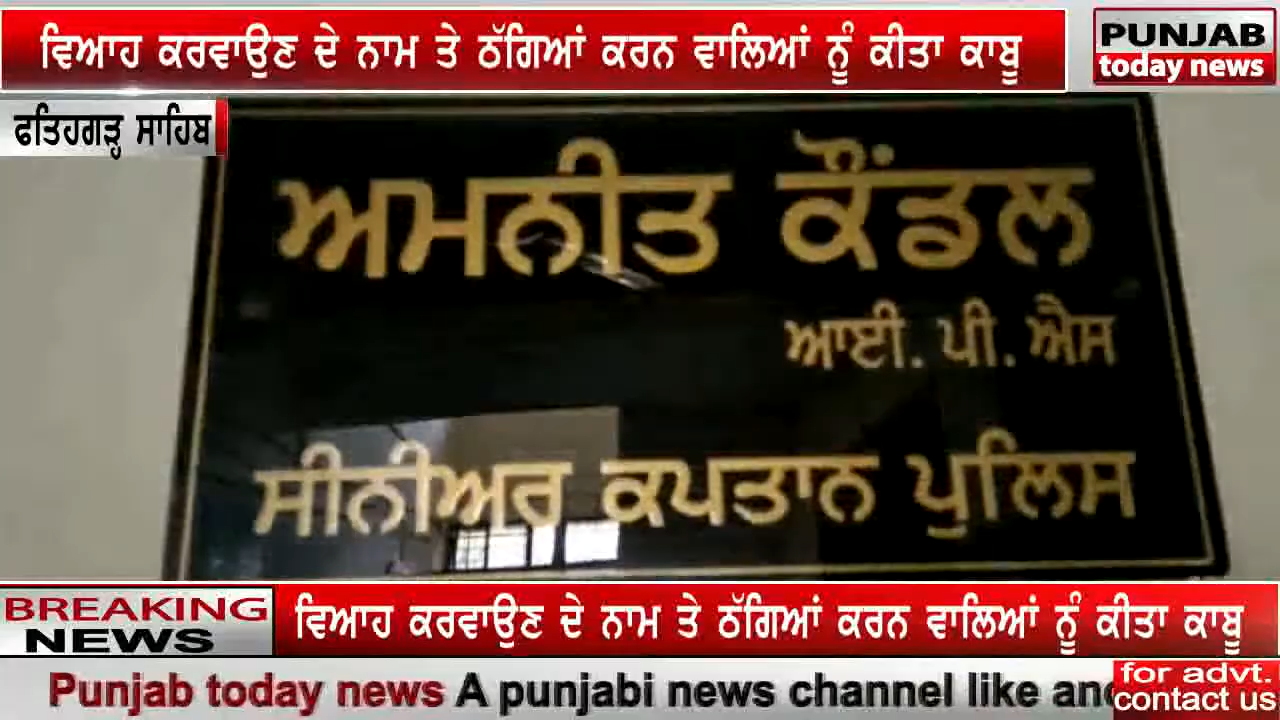 ਵਿਆਹ ਕਰਵਾਉਣ ਦੇ ਨਾਮ ਤੇ ਠੱਗਿਆਂ ਕਰਨ ਵਾਲਿਆਂ ਨੂੰ ਕੀਤਾ ਕਾਬੂ
PUNJAB
today news
ਫਤਿਹਗੜ੍ਹ ਸਾਹਿਬ
ਅਮਨੀਤ ਕੌਂਡਲ
ਆਈ. ਪੀ. ਐਸ
ਸੀਨੀਅਰ ਕਪਤਾਨ ਪੁਲਿਸ
BREAKING
NEWS
ਵਿਆਹ ਕਰਵਾਉਣ ਦੇ ਨਾਮ ਤੇ ਠੱਗਿਆਂ ਕਰਨ ਵਾਲਿਆਂ ਨੂੰ ਕੀਤਾ ਕਾਬੂ
Punjab today news A punjabi news channel like and
for advt.
contact us